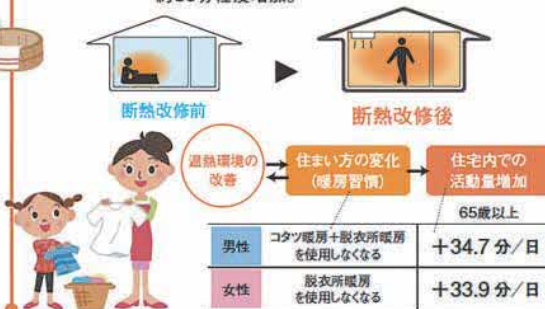 断熱改修前
断熱改修後
温熱環境の
改善
住まい方の変化
(暖房習慣)
住宅内での
活動量増加
65歳以上
男性
コタツ暖房＋脱衣所暖房
を使用しなくなる
＋34.7 分／日
女性
脱衣所暖房
を使用しなくなる
＋33.9 分／日